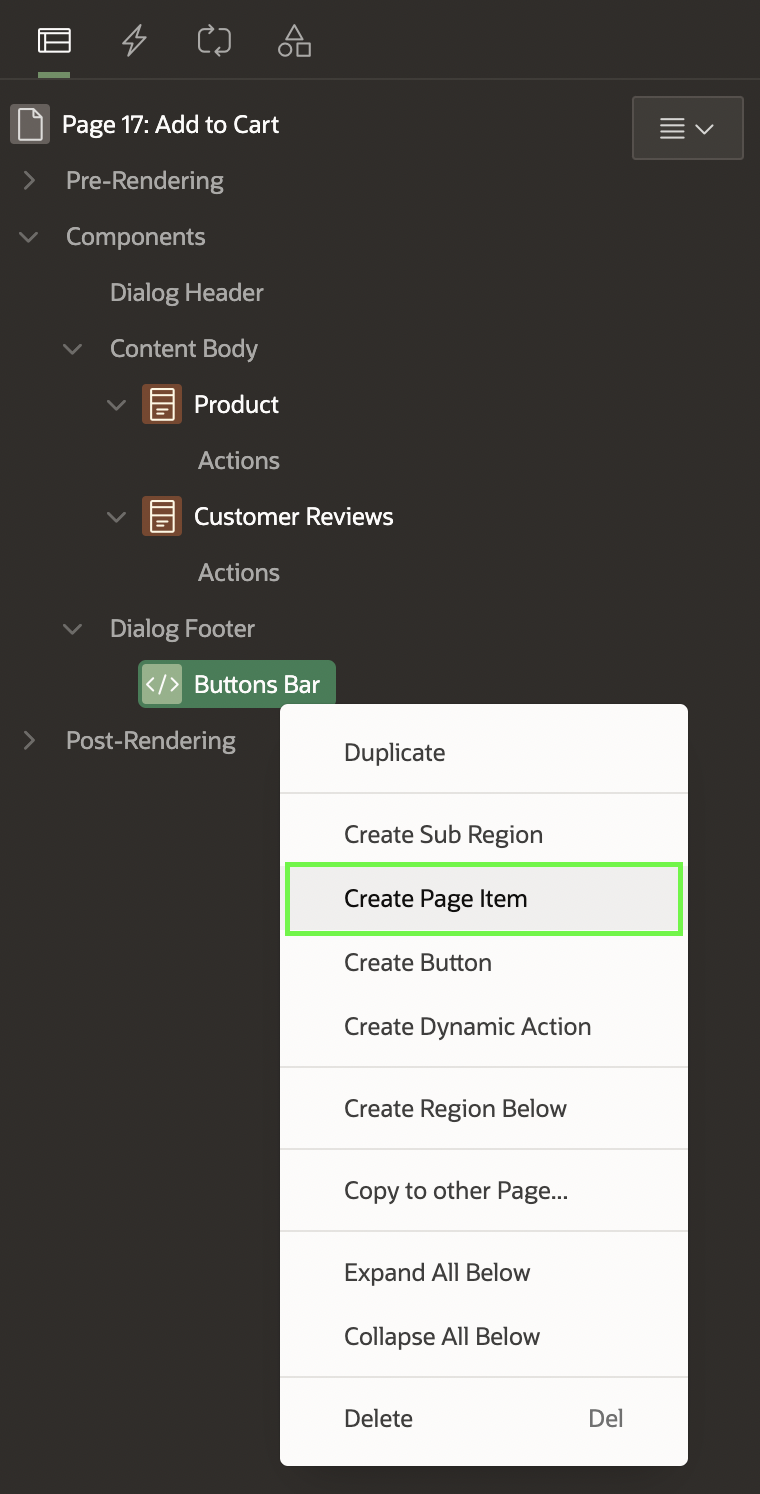 Page 17: Add to Cart
Pre-Rendering
Components
Dialog Header
Content Body
Product
Actions
Customer Reviews
Actions
Dialog Footer
</> Buttons Bar
Post-Rendering
Duplicate
Create Sub Region
Create Page Item
Create Button
Create Dynamic Action
Create Region Below
Copy to other Page...
Expand All Below
Collapse All Below
Delete Del